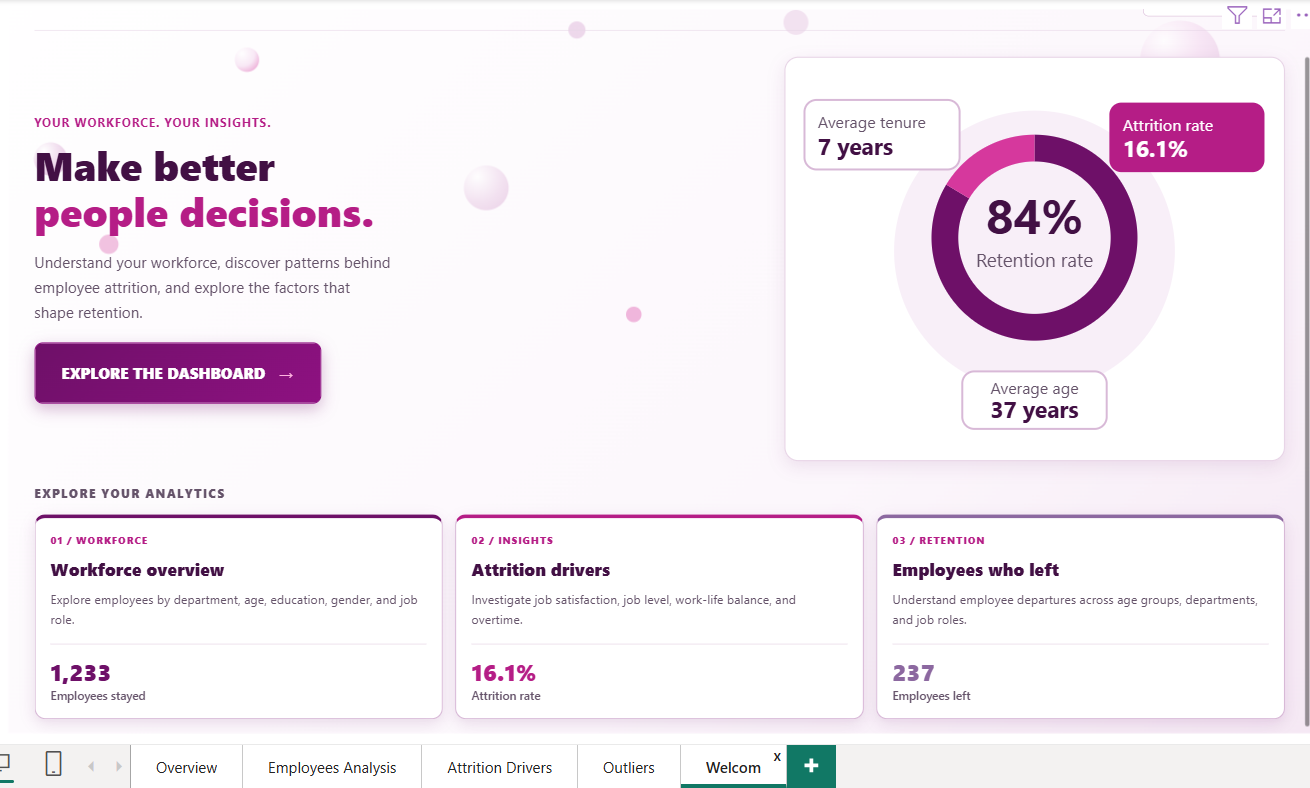 YOUR WORKFORCE. YOUR INSIGHTS.
Make better
people decisions.
Understand your workforce, discover patterns behind
employee attrition, and explore the factors that
shape retention.
EXPLORE THE DASHBOARD →
Average tenure
7 years
Attrition rate
16.1%
84%
Retention rate
Average age
37 years
EXPLORE YOUR ANALYTICS
01 / WORKFORCE
Workforce overview
Explore employees by department, age, education, gender, and job
role.
1,233
Employees stayed
02 / INSIGHTS
Attrition drivers
Investigate job satisfaction, job level, work-life balance, and
overtime.
16.1%
Attrition rate
03 / RETENTION
Employees who left
Understand employee departures across age groups, departments,
and job roles.
237
Employees left
Overview
Employees Analysis
Attrition Drivers
Outliers
Welcom
x
+